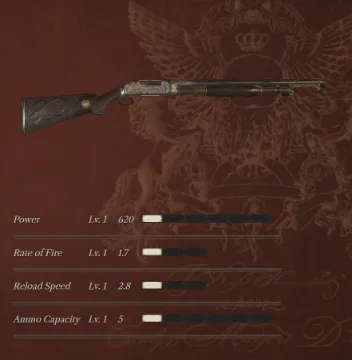 Power Lv. 1 620
Rate of Fire Lv. 1 1.7
Reload Speed Lv. 1 2.8
Ammo Capacity Lv. 1 5